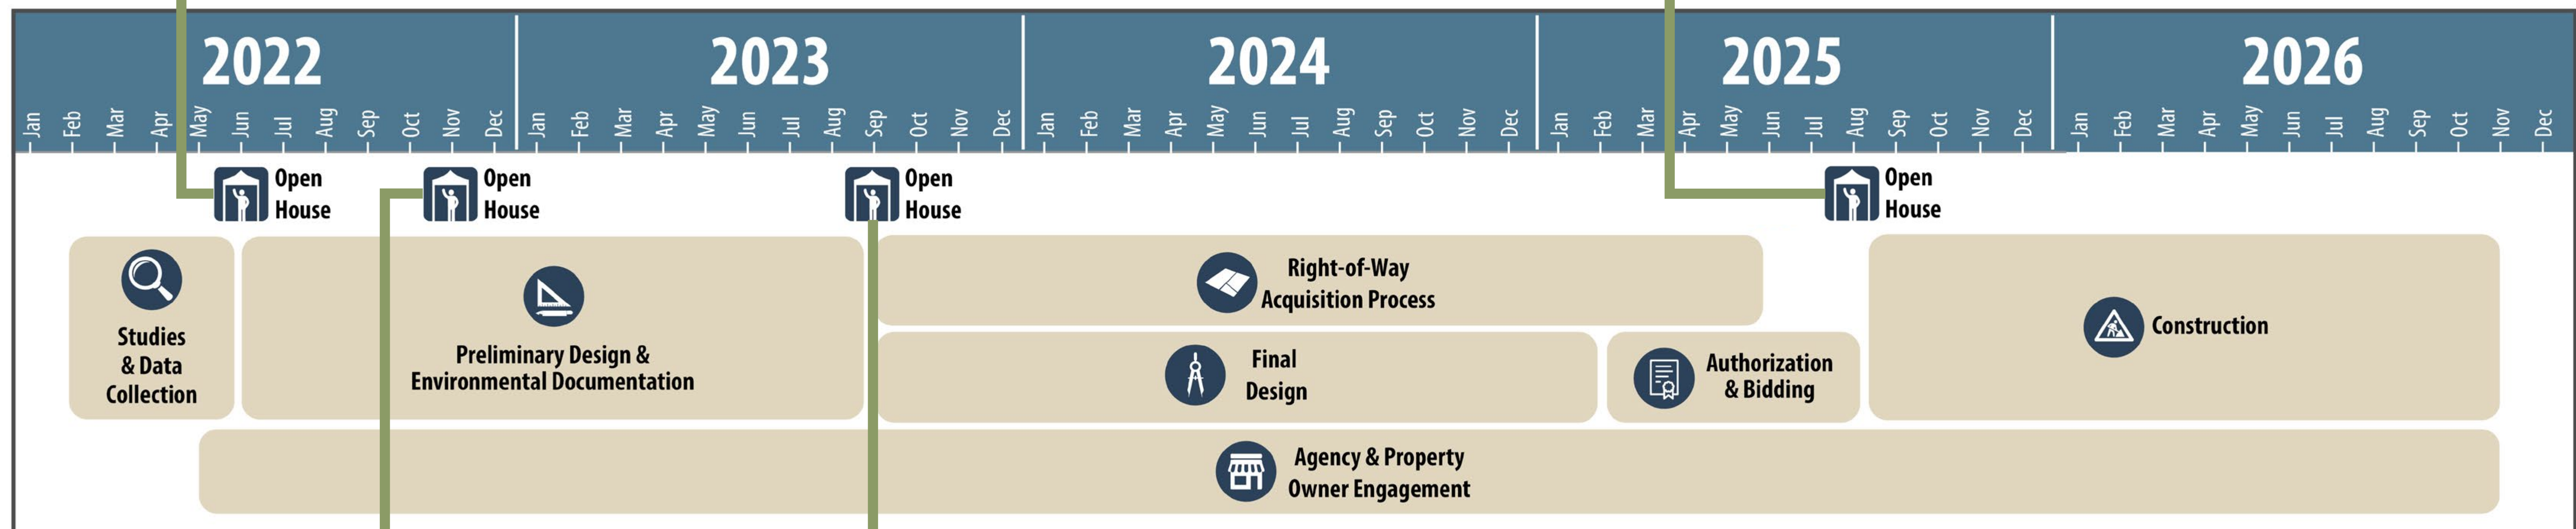 2022 2023 2024 2025 2026
Jan Feb Mar Apr May Jun Jul Aug Sep Oct Nov Dec Jan Feb Mar Apr May Jun Jul Aug Sep Oct Nov Dec Jan Feb Mar Apr May Jun Jul Aug Sep Oct Nov Dec Jan Feb Mar Apr May Jun Jul Aug Sep Oct Nov Dec Jan Feb Mar Apr May Jun Jul Aug Sep Oct Nov Dec
Open
House
Open
House
Open
House
Open
House
Studies
& Data
Collection
Preliminary Design &
Environmental Documentation
Right-of-Way
Acquisition Process
Final
Design
Authorization
& Bidding
Construction
Agency & Property
Owner Engagement